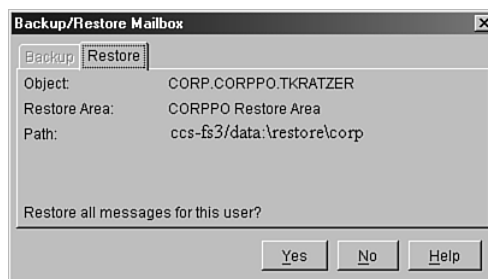 Backup/Restore Mailbox
Backup Restore
Object: CORP.CORPPO.TKRATZER
Restore Area: CORPPO Restore Area
Path: ccs-fs3/data:\restore\corp
Restore all messages for this user?
Yes No Help